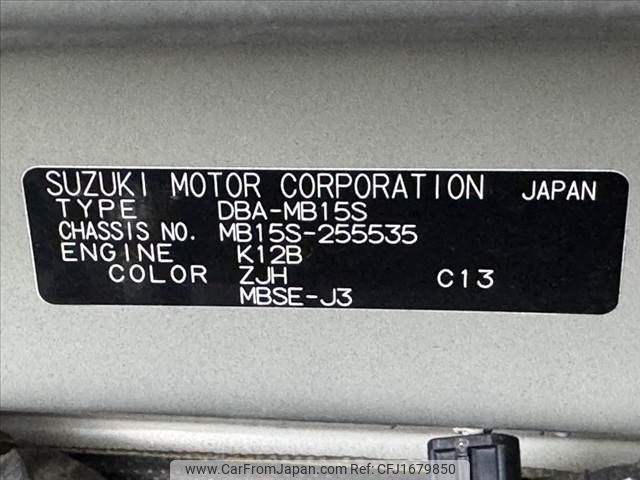 SUZUKI MOTOR CORPORATION JAPAN
TYPE DBA-MB15S
CHASSIS NO. MB15S-255535
ENGINE K12B
COLOR ZJH C13
MBSE-J3
www.CarFromJapan.com Ref:CFJ1679850